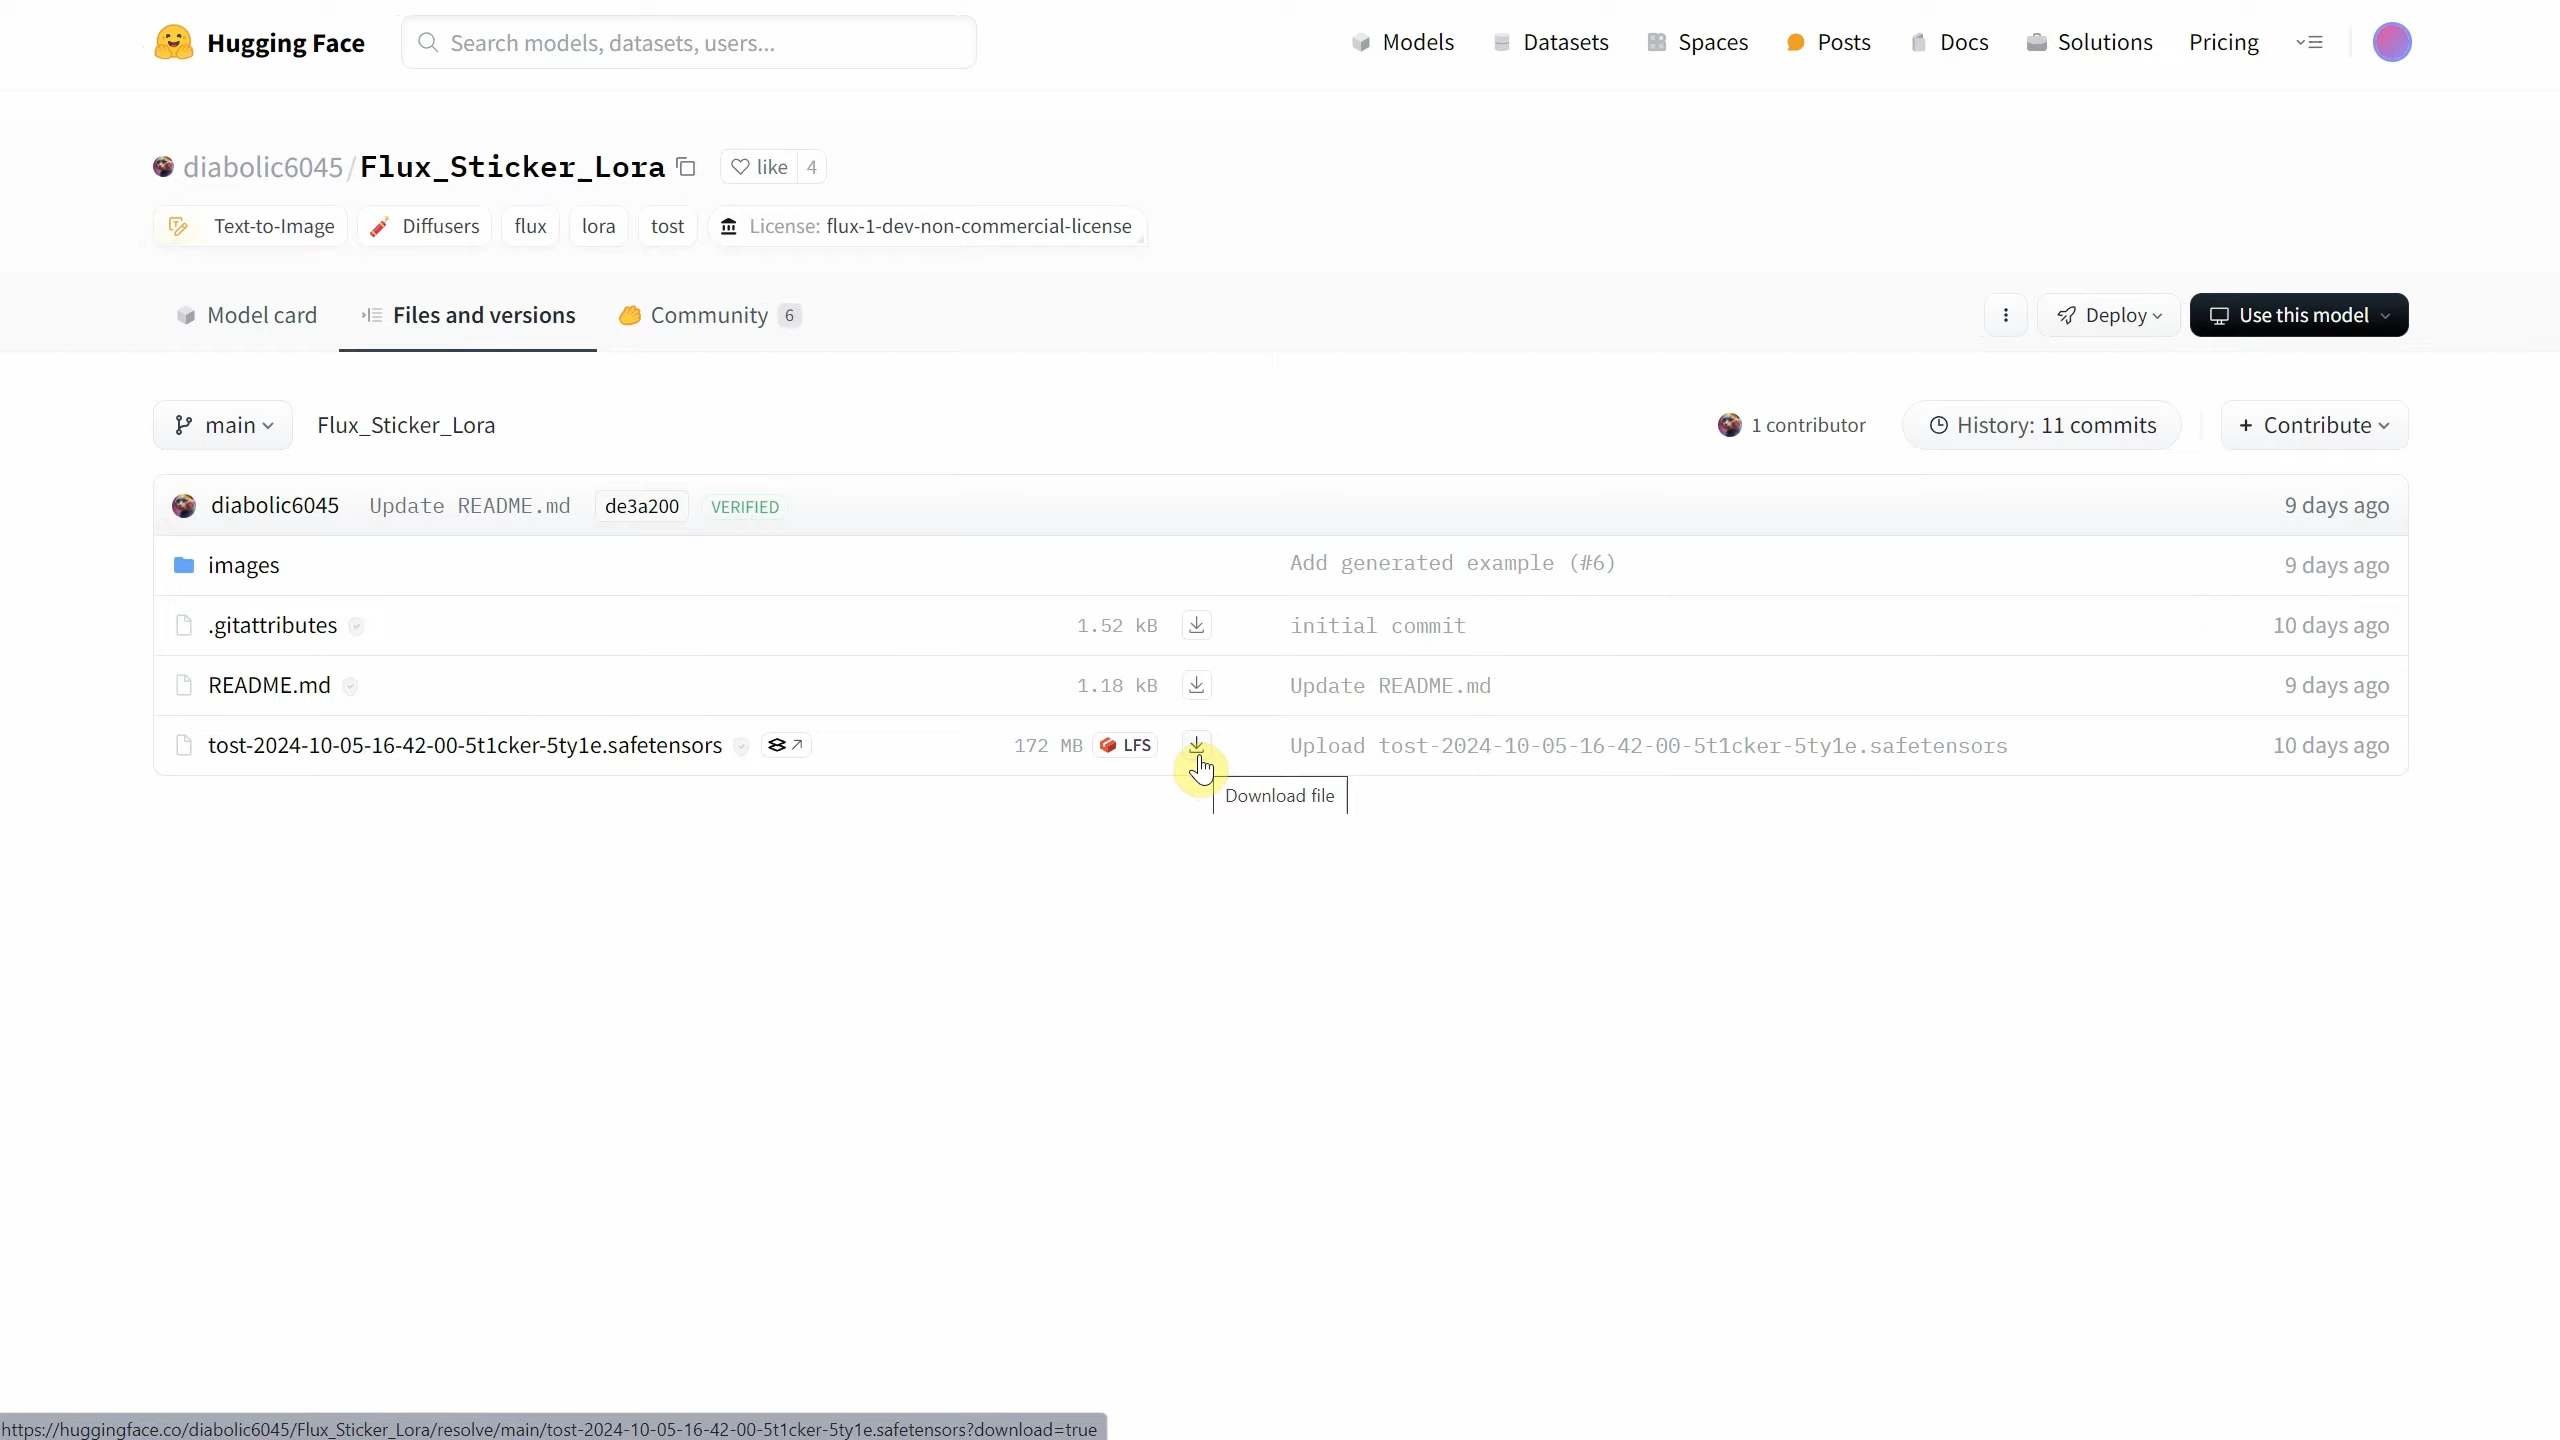 Hugging Face
Search models, datasets, users...
Models
Datasets
Spaces
Posts
Docs
Solutions
Pricing
diabolic6045/Flux_Sticker_Lora
like 4
Text-to-Image
Diffusers
flux
lora
tost
License: flux-1-dev-non-commercial-license
Model card
Files and versions
Community 6
Deploy
Use this model
main
Flux_Sticker_Lora
1 contributor
History: 11 commits
+ Contribute
diabolic6045 Update README.md de3a200 VERIFIED 9 days ago
images Add generated example (#6) 9 days ago
.gitattributes 1.52 kB initial commit 10 days ago
README.md 1.18 kB Update README.md 9 days ago
tost-2024-10-05-16-42-00-5t1cker-5ty1e.safetensors 172 MB LFS Upload tost-2024-10-05-16-42-00-5t1cker-5ty1e.safetensors 10 days ago
Download file
https://huggingface.co/diabolic6045/Flux_Sticker_Lora/resolve/main/tost-2024-10-05-16-42-00-5t1cker-5ty1e.safetensors?download=true